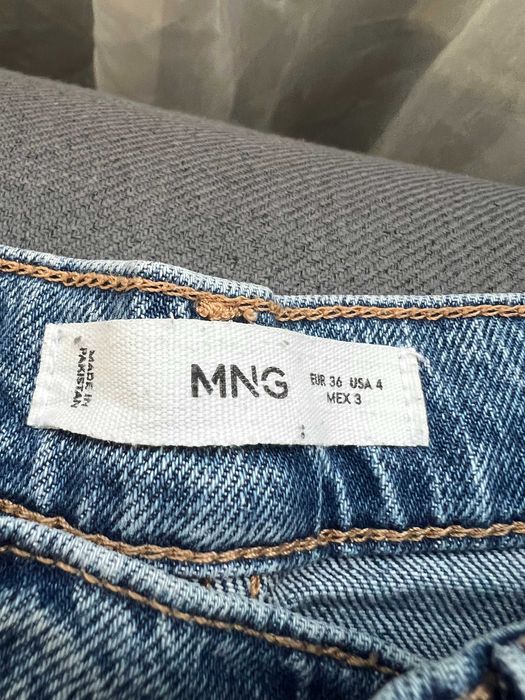 MADE IN
PAKISTAN
MNG
EUR 36 USA 4
MEX 3